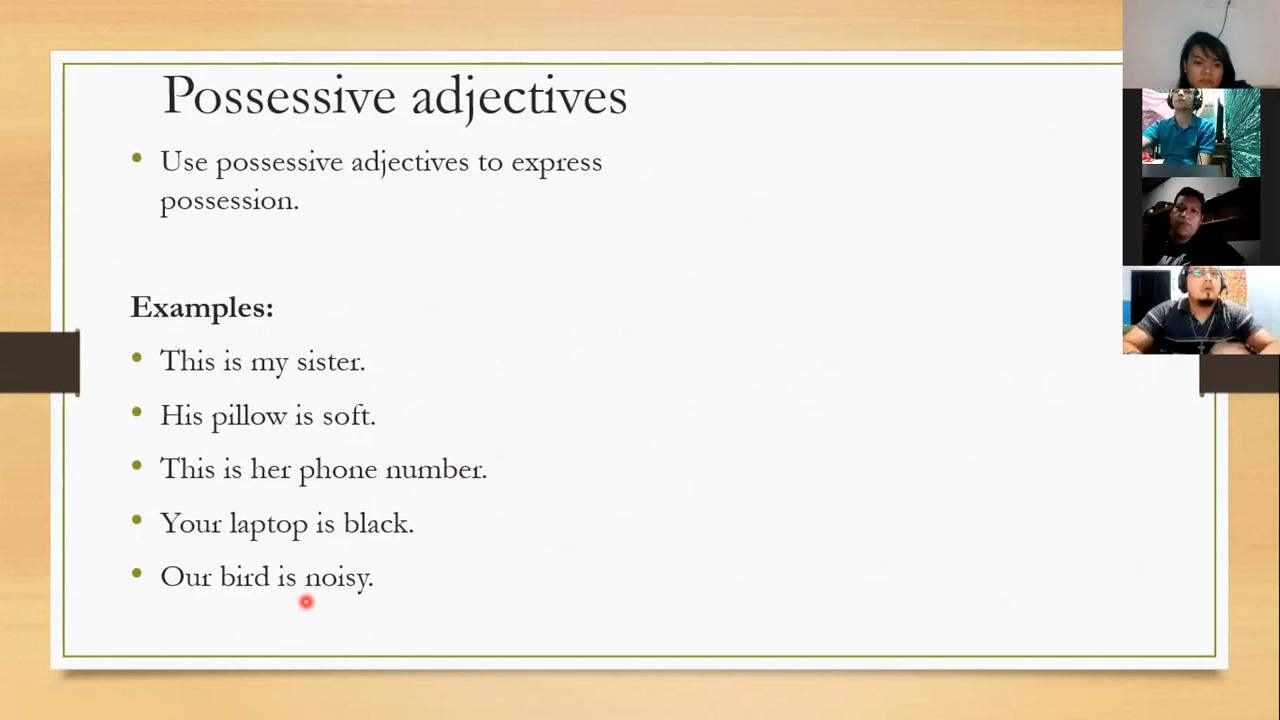 Possessive adjectives
Use possessive adjectives to express
possession.
Examples:
This is my sister.
His pillow is soft.
This is her phone number.
Your laptop is black.
Our bird is noisy.